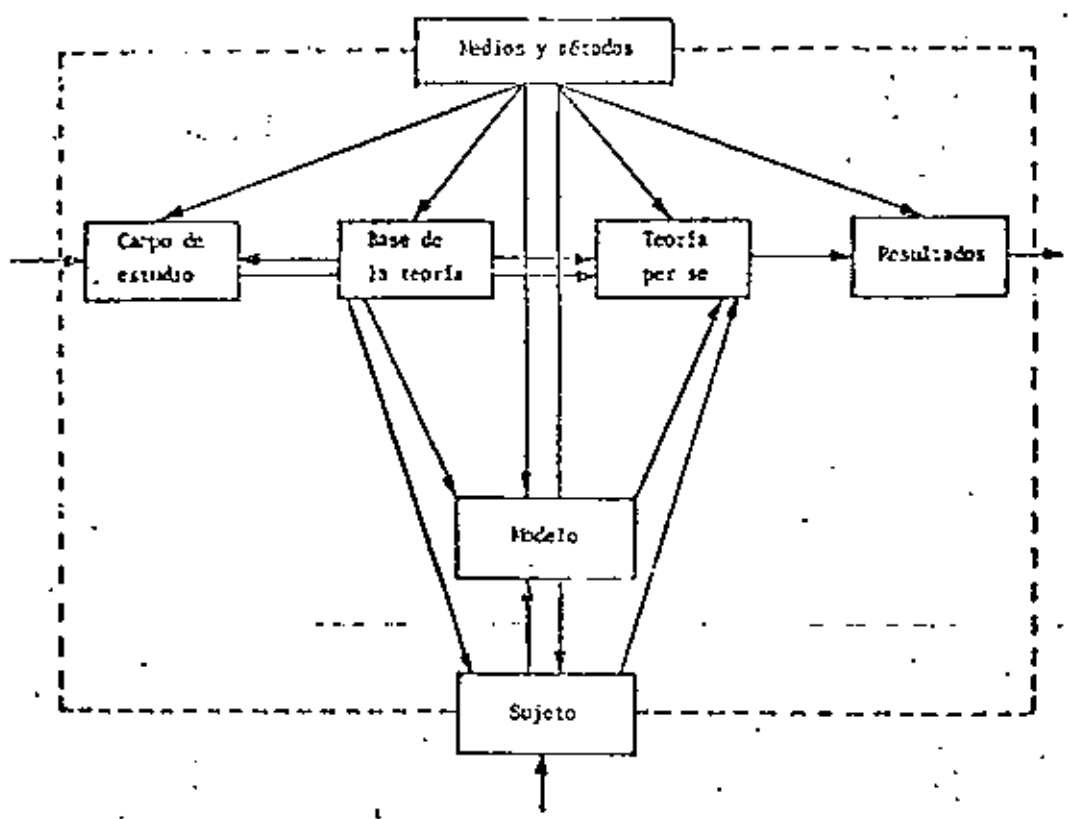 Medios y métodos
Campo de
estudio
Base de
la teoría
Teoría
per se
Resultados
Modelo
Sujeto